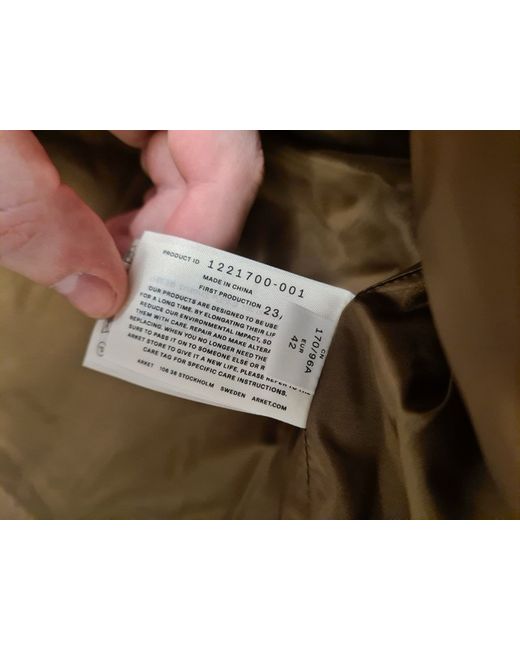 PRODUCT ID 1221700-001
MADE IN CHINA
FIRST PRODUCTION 23/
OUR PRODUCTS ARE DESIGNED TO BE USE
FOR A LONG TIME. BY ELONGATING THEIR LIF
REDUCE OUR ENVIRONMENTAL IMPACT, SO
THEM WITH CARE. REPAIR AND MAKE ALTERA
REPLACING. WHEN YOU NO LONGER NEED THE
SURE TO PASS IT ON TO SOMEONE ELSE OR R
ARKET STORE TO GIVE IT A NEW LIFE. PLEASE REFER TO THE
CARE TAG FOR SPECIFIC CARE INSTRUCTIONS.
ARKET 106 38 STOCKHOLM SWEDEN ARKET.COM
170/96A
EUR
42